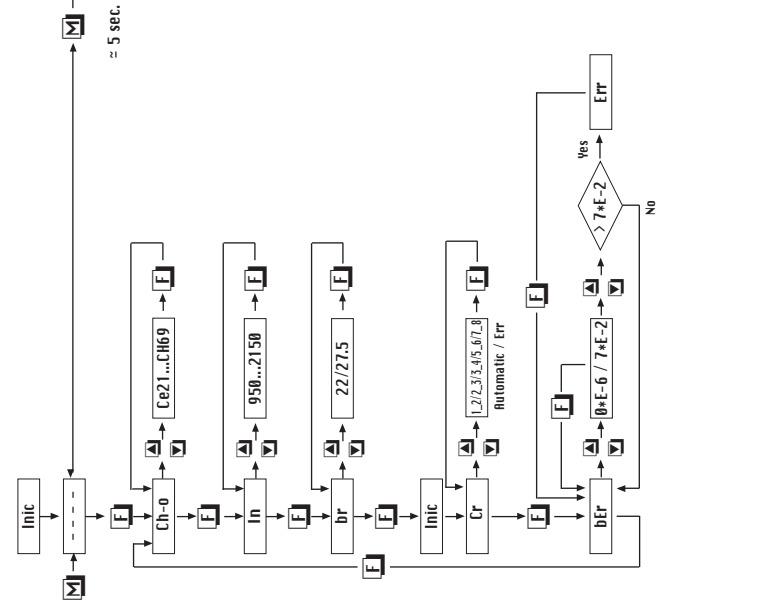 M
≃ 5 sec.
Inic
M
- - - -
F
Ch-o
Ce21...CH69
F
F
In
950...2150
F
F
br
22/27.5
F
F
Inic
Cr
1_2/2_3/3_4/5_6/7_8
Automatic / Err
F
F
bEr
0*E-6 / 7*E-2
F
> 7*E-2
Yes
No
Err
F
F